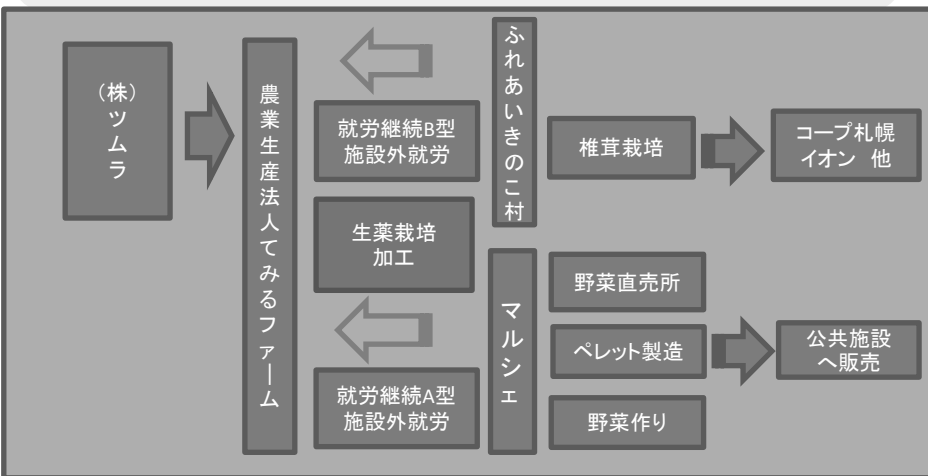 (株)ツムラ
農業生産法人てみるファーム
就労継続B型
施設外就労
生薬栽培
加工
就労継続A型
施設外就労
ふれあいきのこ村
椎茸栽培
コープ札幌
イオン 他
マルシェ
野菜直売所
ペレット製造
公共施設
へ販売
野菜作り